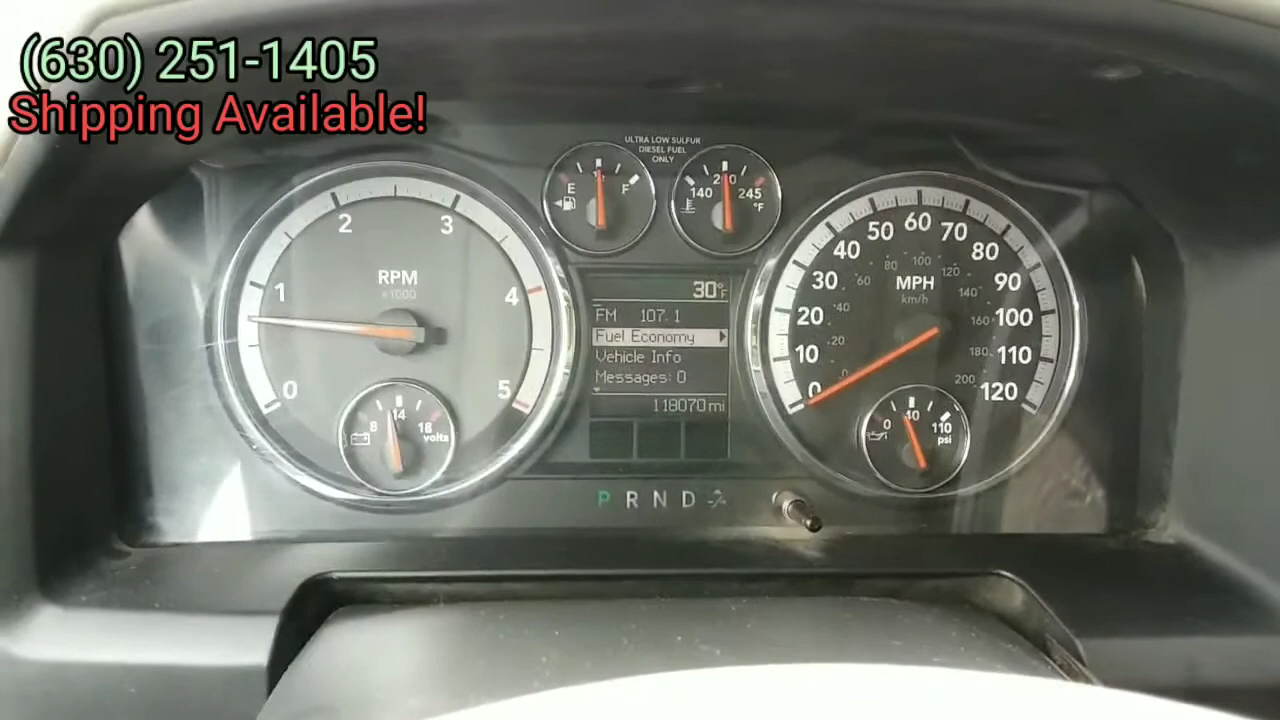 (630) 251-1405
Shipping Available!
ULTRA LOW SULFUR
DIESEL FUEL
ONLY
E F
140 210 245
°F
RPM
x1000
0 1 2 3 4 5
8 14 18
volts
30°F
FM 107.1
Fuel Economy
Vehicle Info
Messages: 0
118070 mi
P R N D
MPH
km/h
0 10 20 30 40 50 60 70 80 90 100 110 120
0 20 40 60 80 100 120 140 160 180 200
0 40 110
psi